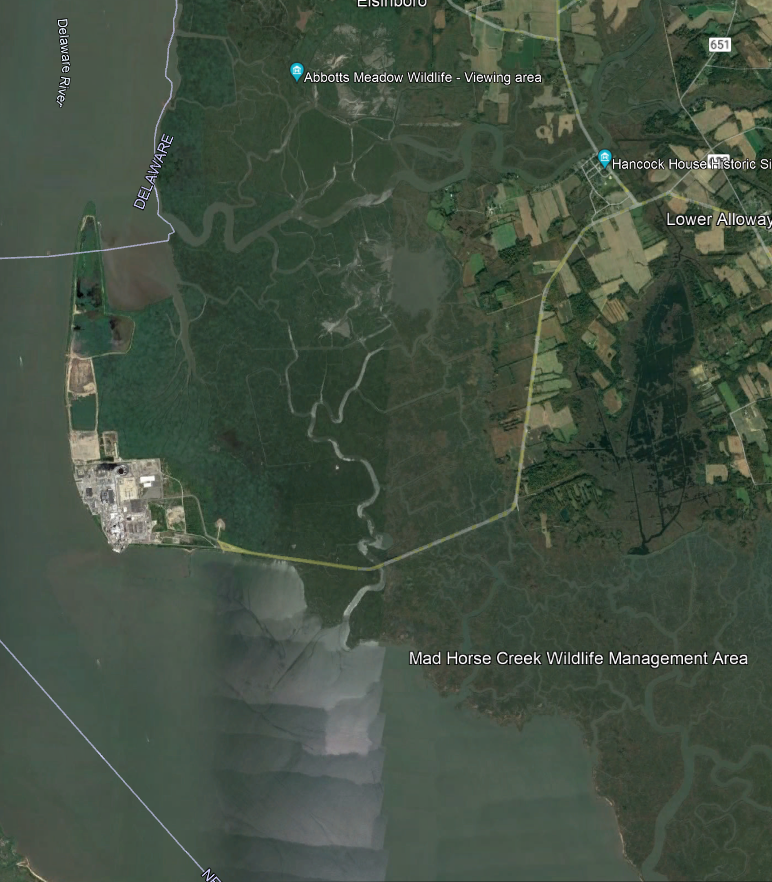 Elsinboro
Delaware River
651
Abbotts Meadow Wildlife - Viewing area
DELAWARE
Hancock House Historic Si
Lower Alloway
Mad Horse Creek Wildlife Management Area
NE